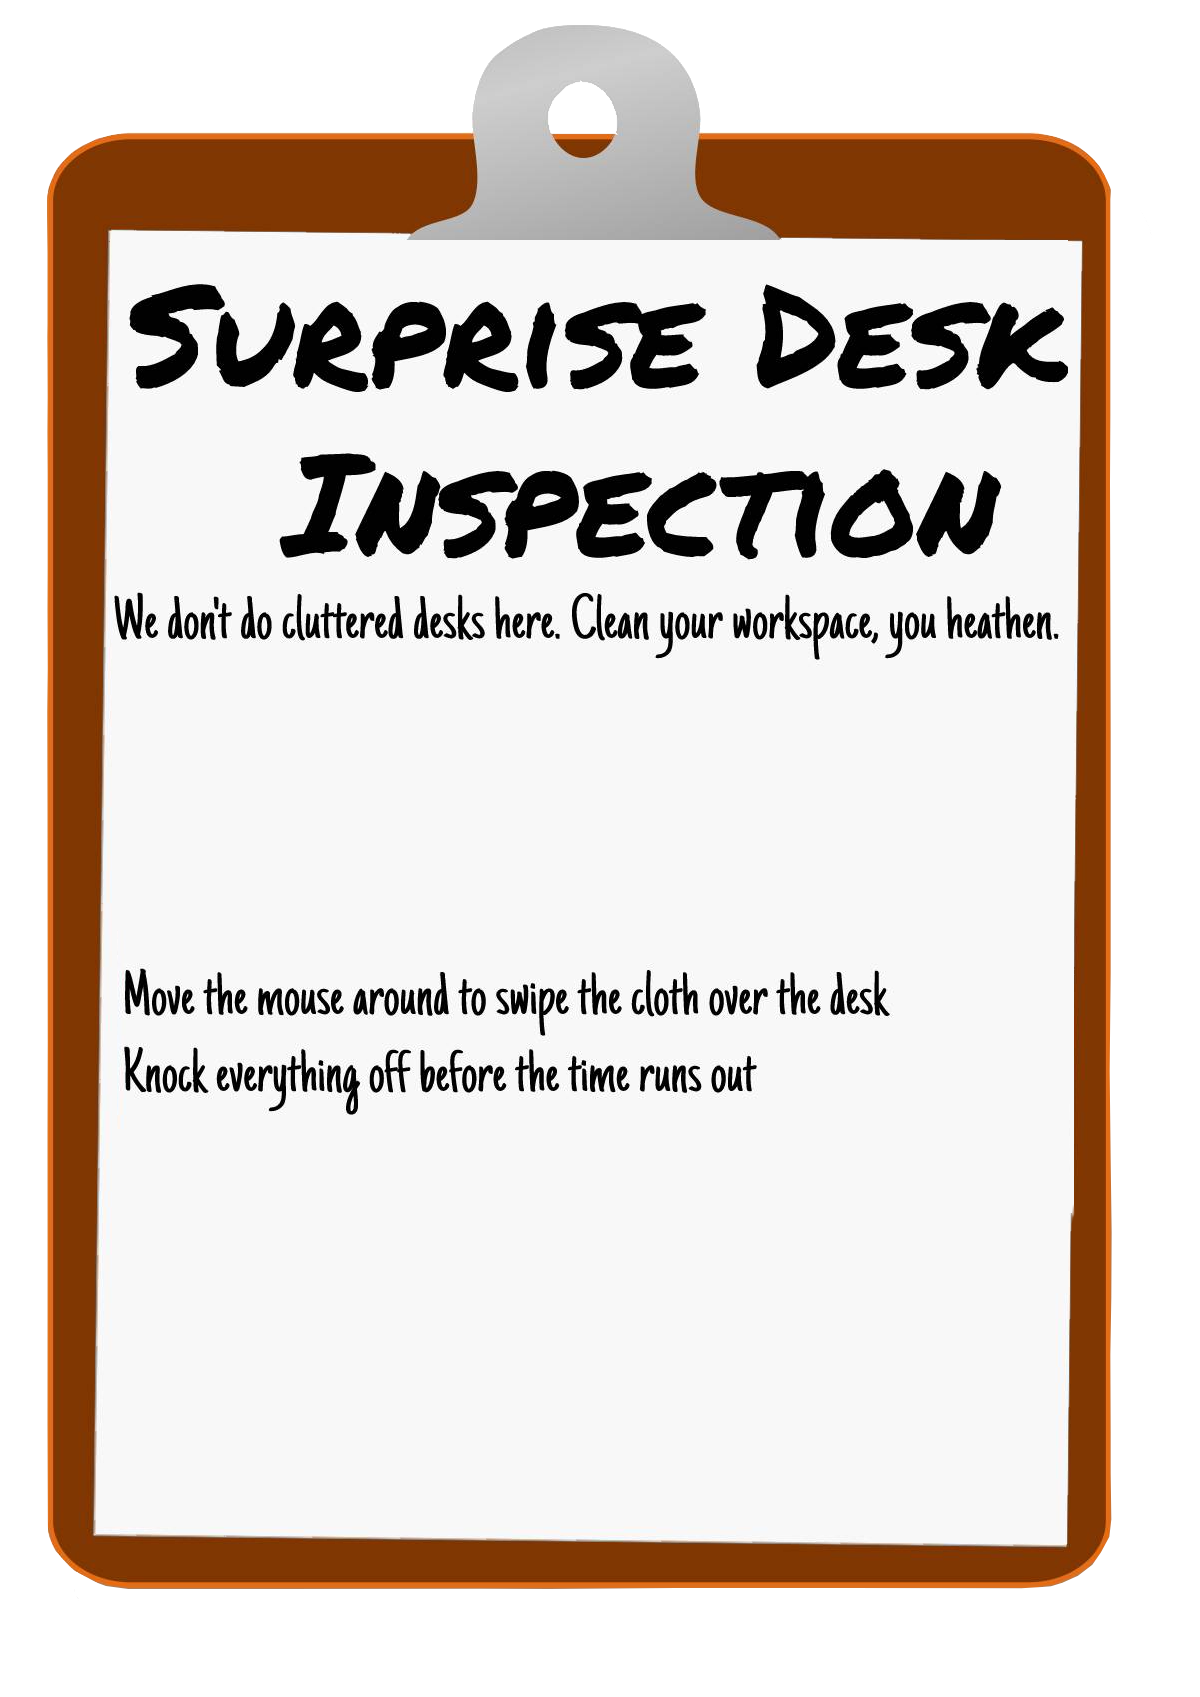 Surprise Desk
Inspection
We don't do cluttered desks here. Clean your workspace, you heathen.
Move the mouse around to swipe the cloth over the desk
Knock everything off before the time runs out